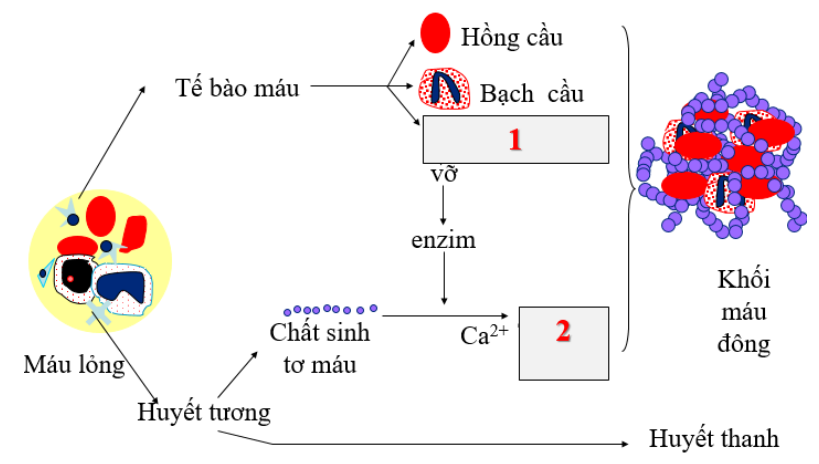 Hồng cầu
Tế bào máu
Bạch cầu
1
vỡ
enzim
Chất sinh
tơ máu
Ca²⁺
2
Khối
máu
đông
Máu lỏng
Huyết tương
Huyết thanh